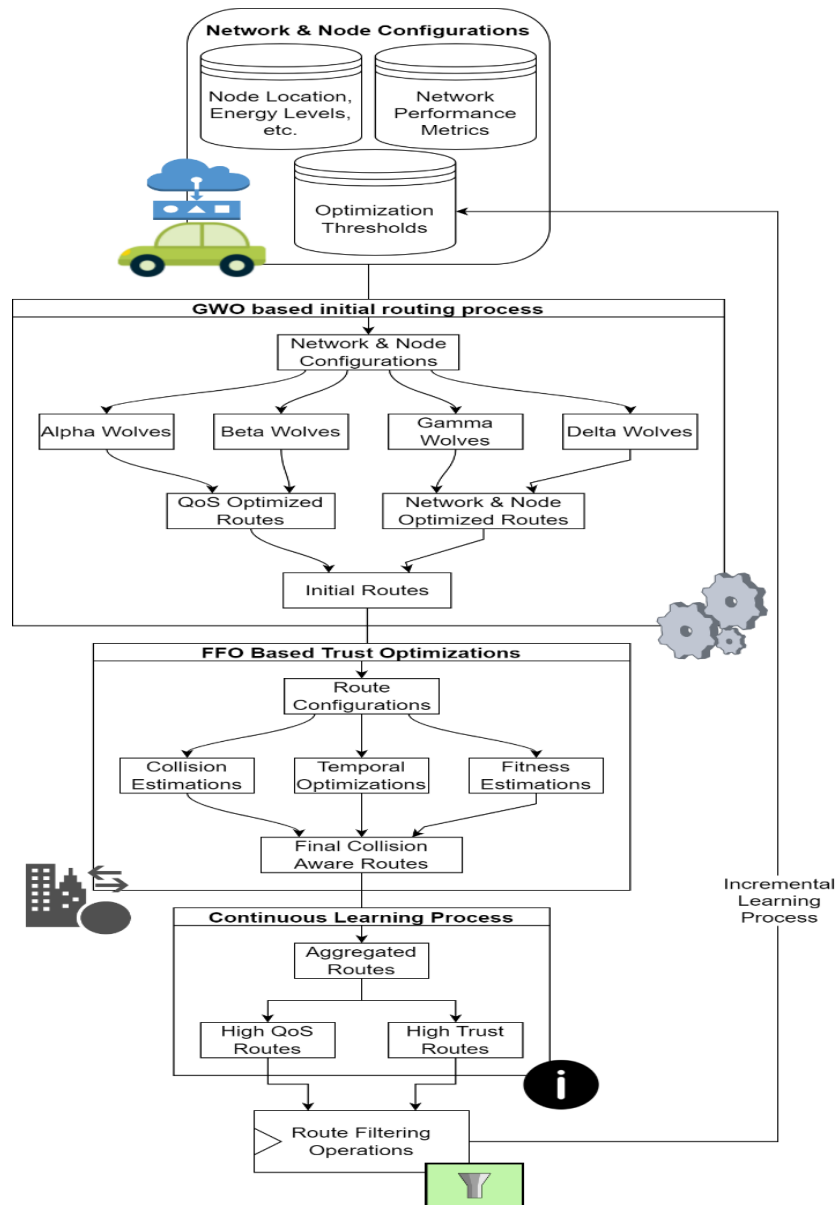 Network & Node Configurations
Node Location,
Energy Levels,
etc.
Network
Performance
Metrics
Optimization
Thresholds
GWO based initial routing process
Network & Node
Configurations
Alpha Wolves
Beta Wolves
Gamma
Wolves
Delta Wolves
QoS Optimized
Routes
Network & Node
Optimized Routes
Initial Routes
FFO Based Trust Optimizations
Route
Configurations
Collision
Estimations
Temporal
Optimizations
Fitness
Estimations
Final Collision
Aware Routes
Incremental
Learning
Process
Continuous Learning Process
Aggregated
Routes
High QoS
Routes
High Trust
Routes
Route Filtering
Operations